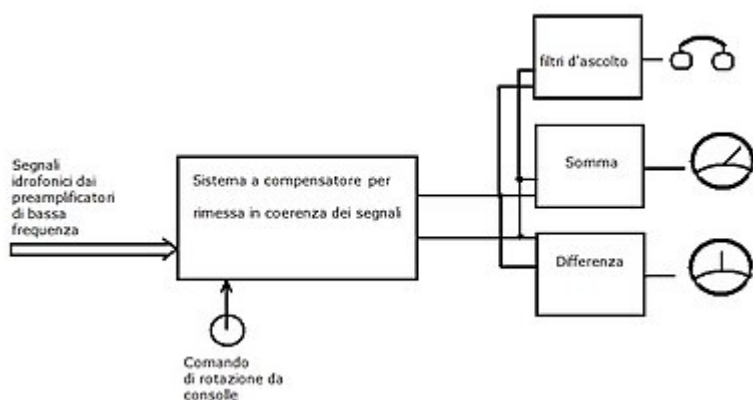 filtri d'ascolto
Segnali
idrofonici dai
preamplificatori
di bassa
frequenza
Sistema a compensatore per
rimessa in coerenza dei segnali
Somma
Differenza
Comando
di rotazione da
consolle